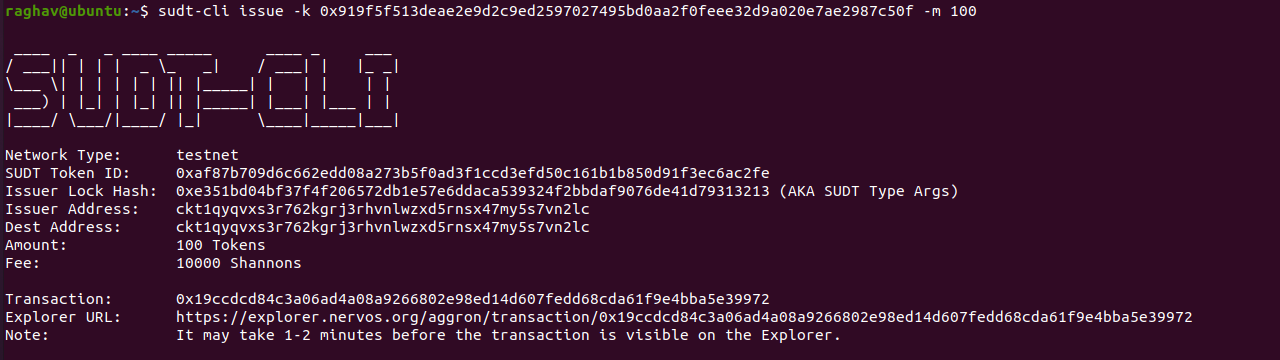 raghav@ubuntu:~$ sudt-cli issue -k 0x919f5f513deae2e9d2c9ed2597027495bd0aa2f0feee32d9a020e7ae2987c50f -m 100
SUDT-CLI
Network Type: testnet
SUDT Token ID: 0xaf87b709d6c662edd08a273b5f0ad3f1ccd3efd50c161b1b850d91f3ec6ac2fe
Issuer Lock Hash: 0xe351bd04bf37f4f206572db1e57e6ddaca539324f2bbdaf9076de41d79313213 (AKA SUDT Type Args)
Issuer Address: ckt1qyqvxs3r762kgrj3rhvnlwzxd5rnsx47my5s7vn2lc
Dest Address: ckt1qyqvxs3r762kgrj3rhvnlwzxd5rnsx47my5s7vn2lc
Amount: 100 Tokens
Fee: 10000 Shannons
Transaction: 0x19ccdcd84c3a06ad4a08a9266802e98ed14d607fedd68cda61f9e4bba5e39972
Explorer URL: https://explorer.nervos.org/aggron/transaction/0x19ccdcd84c3a06ad4a08a9266802e98ed14d607fedd68cda61f9e4bba5e39972
Note: It may take 1-2 minutes before the transaction is visible on the Explorer.